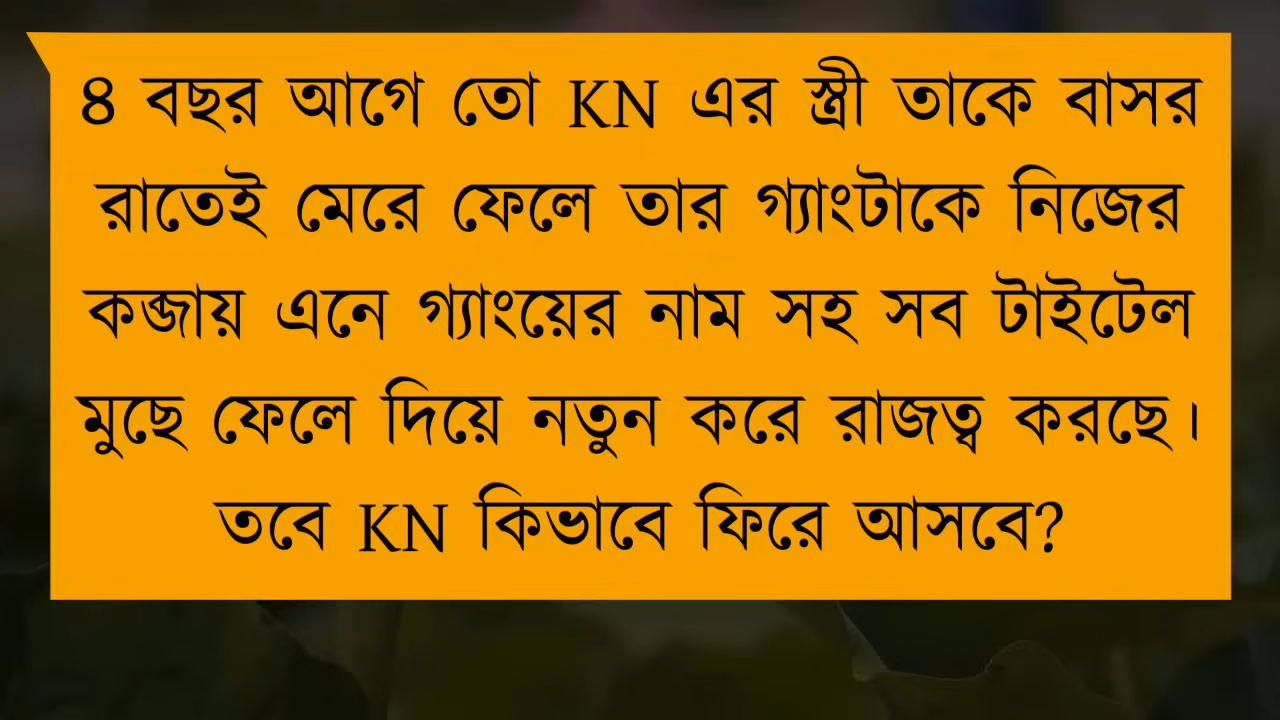 ৪ বছর আগে তো KN এর স্ত্রী তাকে বাসর
রাতেই মেরে ফেলে তার গ্যাংটাকে নিজের
কব্জায় এনে গ্যাংয়ের নাম সহ সব টাইটেল
মুছে ফেলে দিয়ে নতুন করে রাজত্ব করছে।
তবে KN কিভাবে ফিরে আসবে?